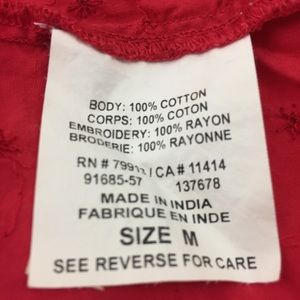 BODY: 100% COTTON
CORPS: 100% COTON
EMBROIDERY: 100% RAYON
BRODERIE: 100% RAYONNE
RN # / CA # 11414
91685-57 137678
MADE IN INDIA
FABRIQUE EN INDE
SIZE M
SEE REVERSE FOR CARE